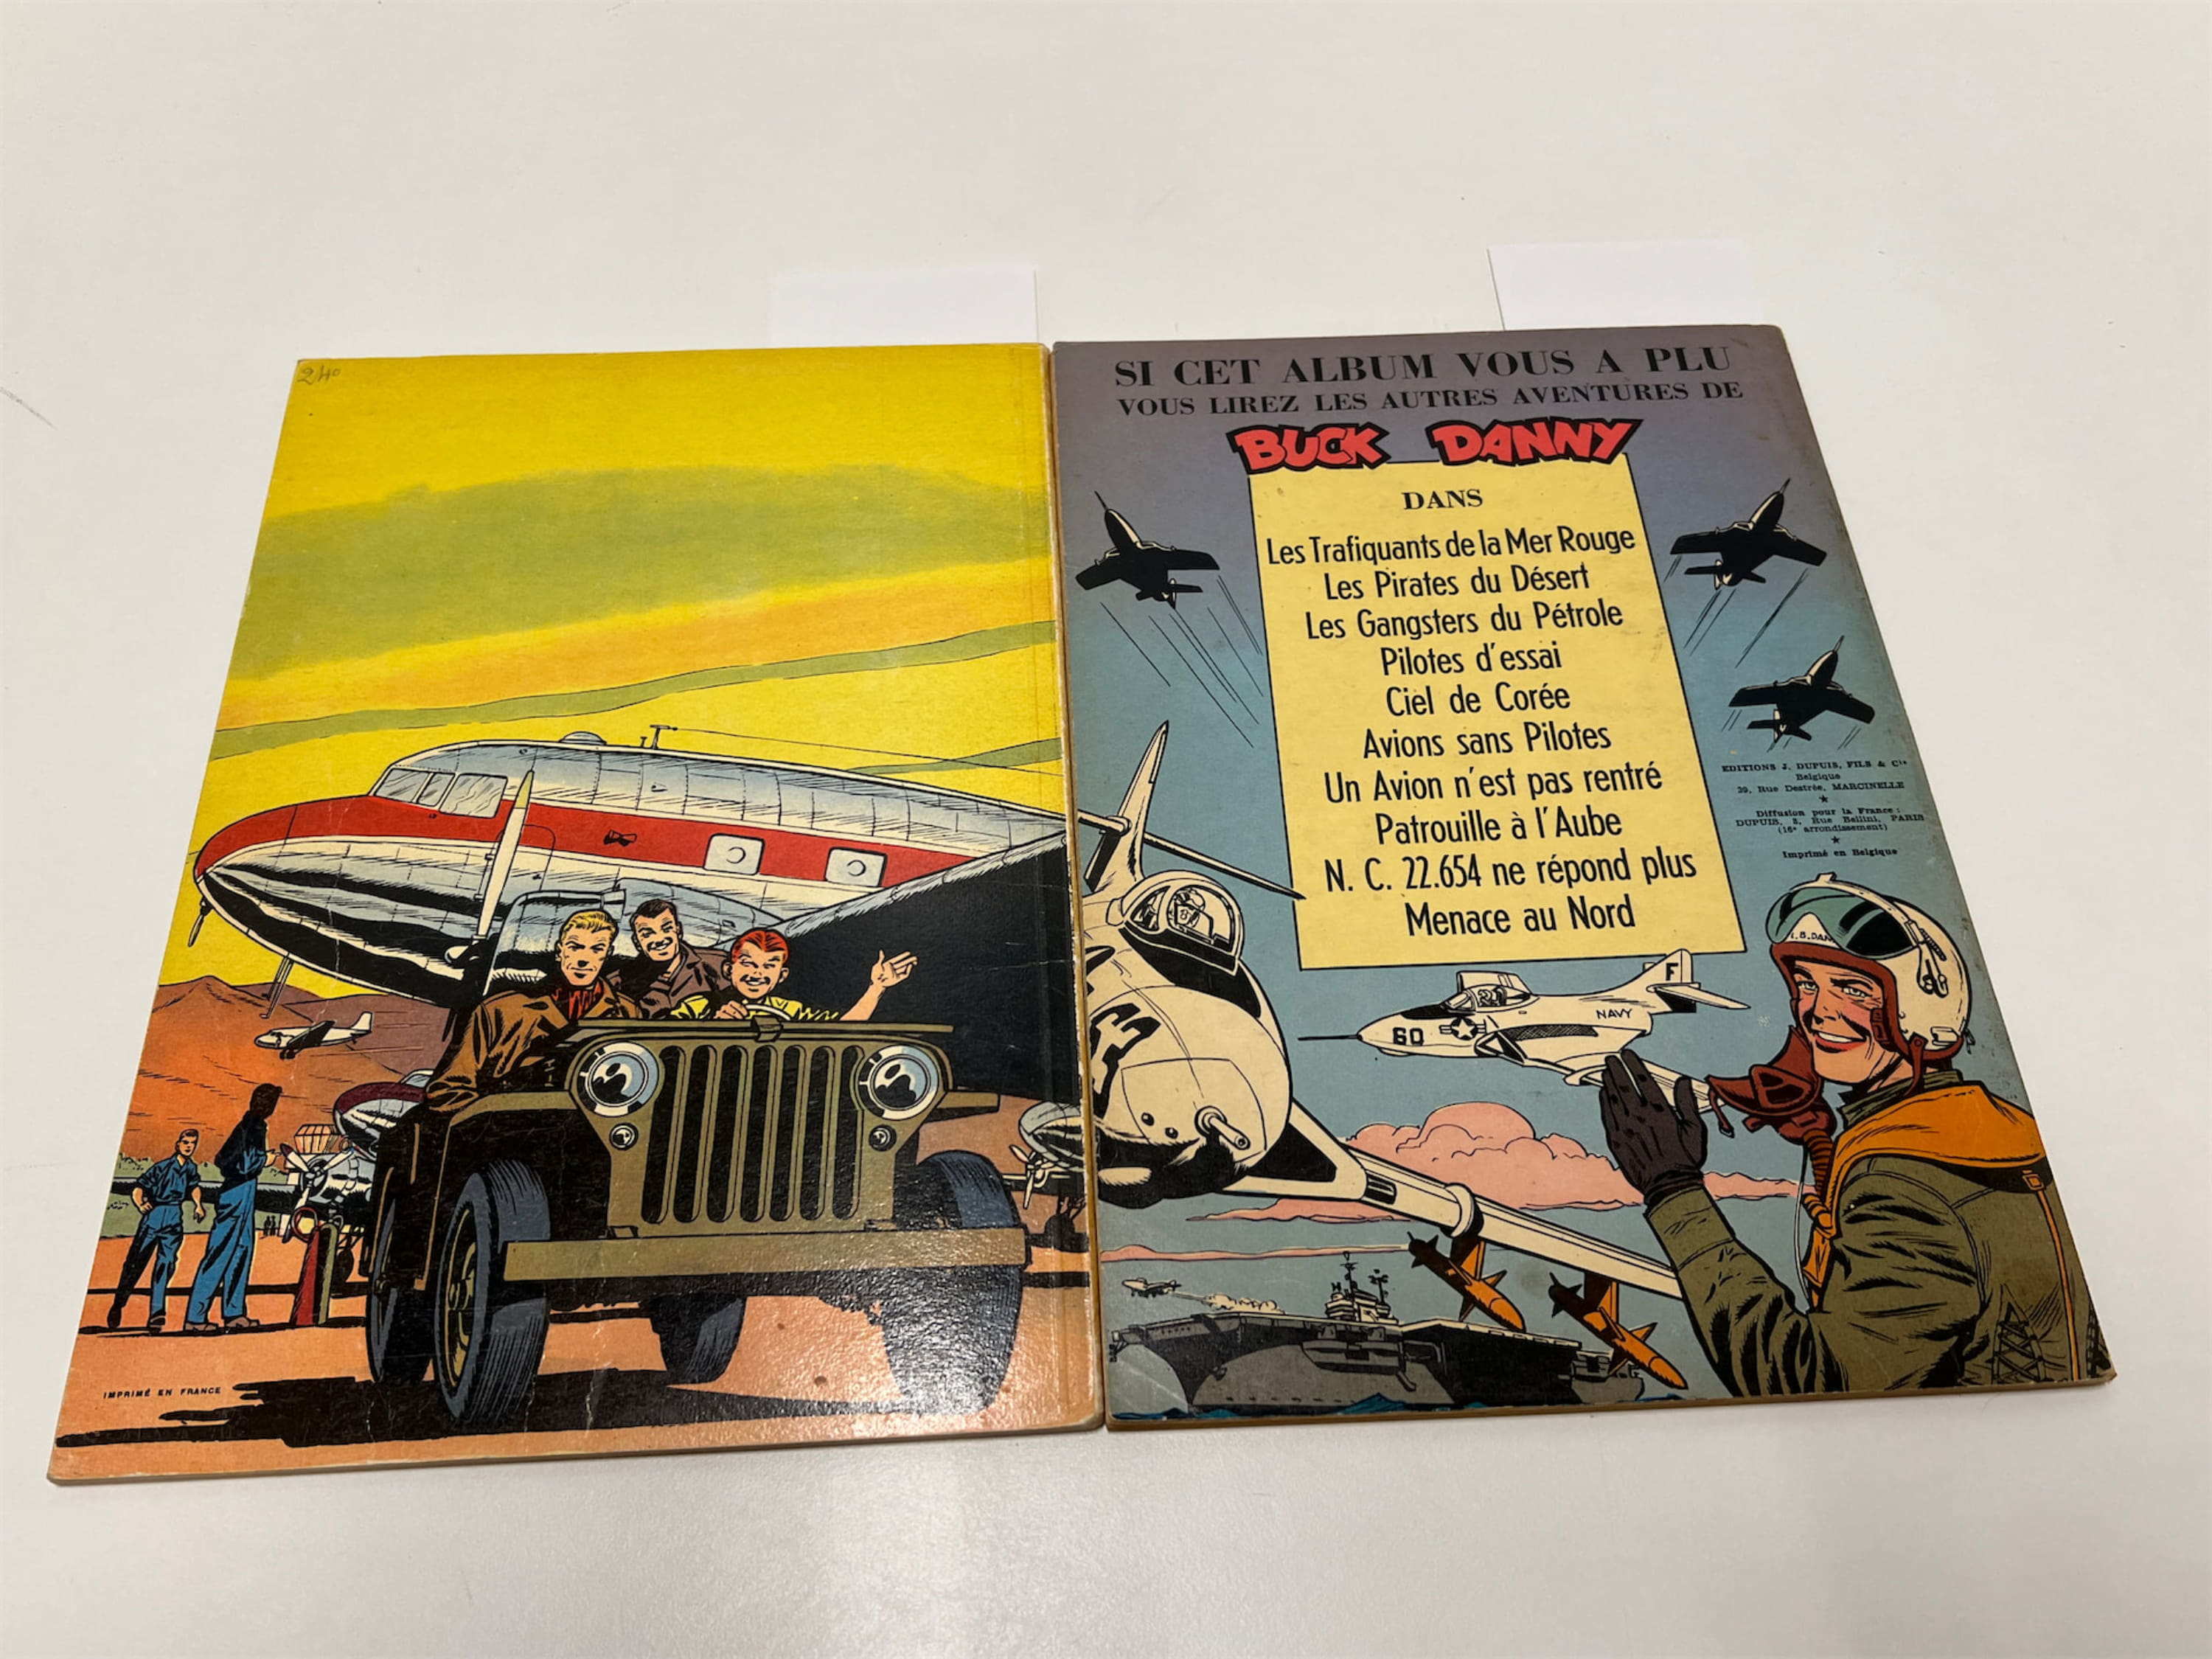 240
IMPRIMÉ EN FRANCE
SI CET ALBUM VOUS A PLU
VOUS LIREZ LES AUTRES AVENTURES DE
BUCK DANNY
DANS
Les Trafiquants de la Mer Rouge
Les Pirates du Désert
Les Gangsters du Pétrole
Pilotes d'essai
Ciel de Corée
Avions sans Pilotes
Un Avion n'est pas rentré
Patrouille à l'Aube
N. C. 22.654 ne répond plus
Menace au Nord
EDITIONS J. DUPUIS, FILS & Cie
Belgique
39, Rue Destrée, MARCINELLE
Diffusion pour la France :
DUPUIS, 5, Rue Bellini, PARIS
(16e arrondissement)
Imprimé en Belgique
F
NAVY
60